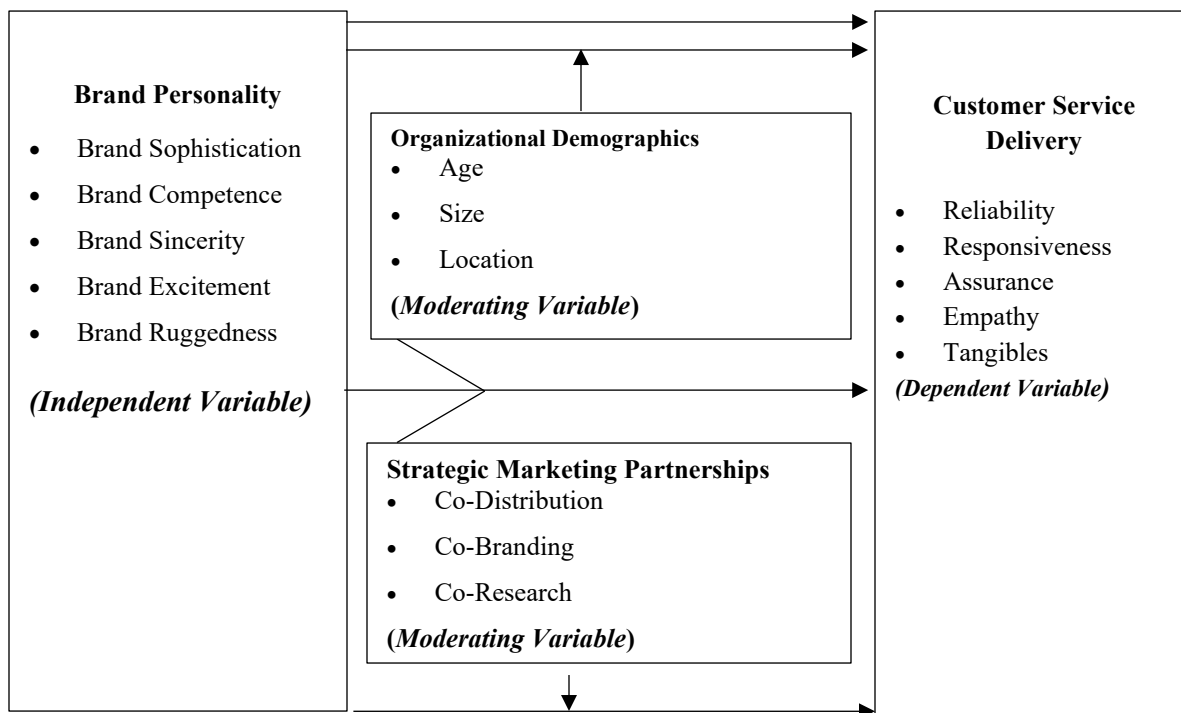 Brand Personality
• Brand Sophistication
• Brand Competence
• Brand Sincerity
• Brand Excitement
• Brand Ruggedness
(Independent Variable)
Organizational Demographics
• Age
• Size
• Location
(Moderating Variable)
Strategic Marketing Partnerships
• Co-Distribution
• Co-Branding
• Co-Research
(Moderating Variable)
Customer Service
Delivery
• Reliability
• Responsiveness
• Assurance
• Empathy
• Tangibles
(Dependent Variable)